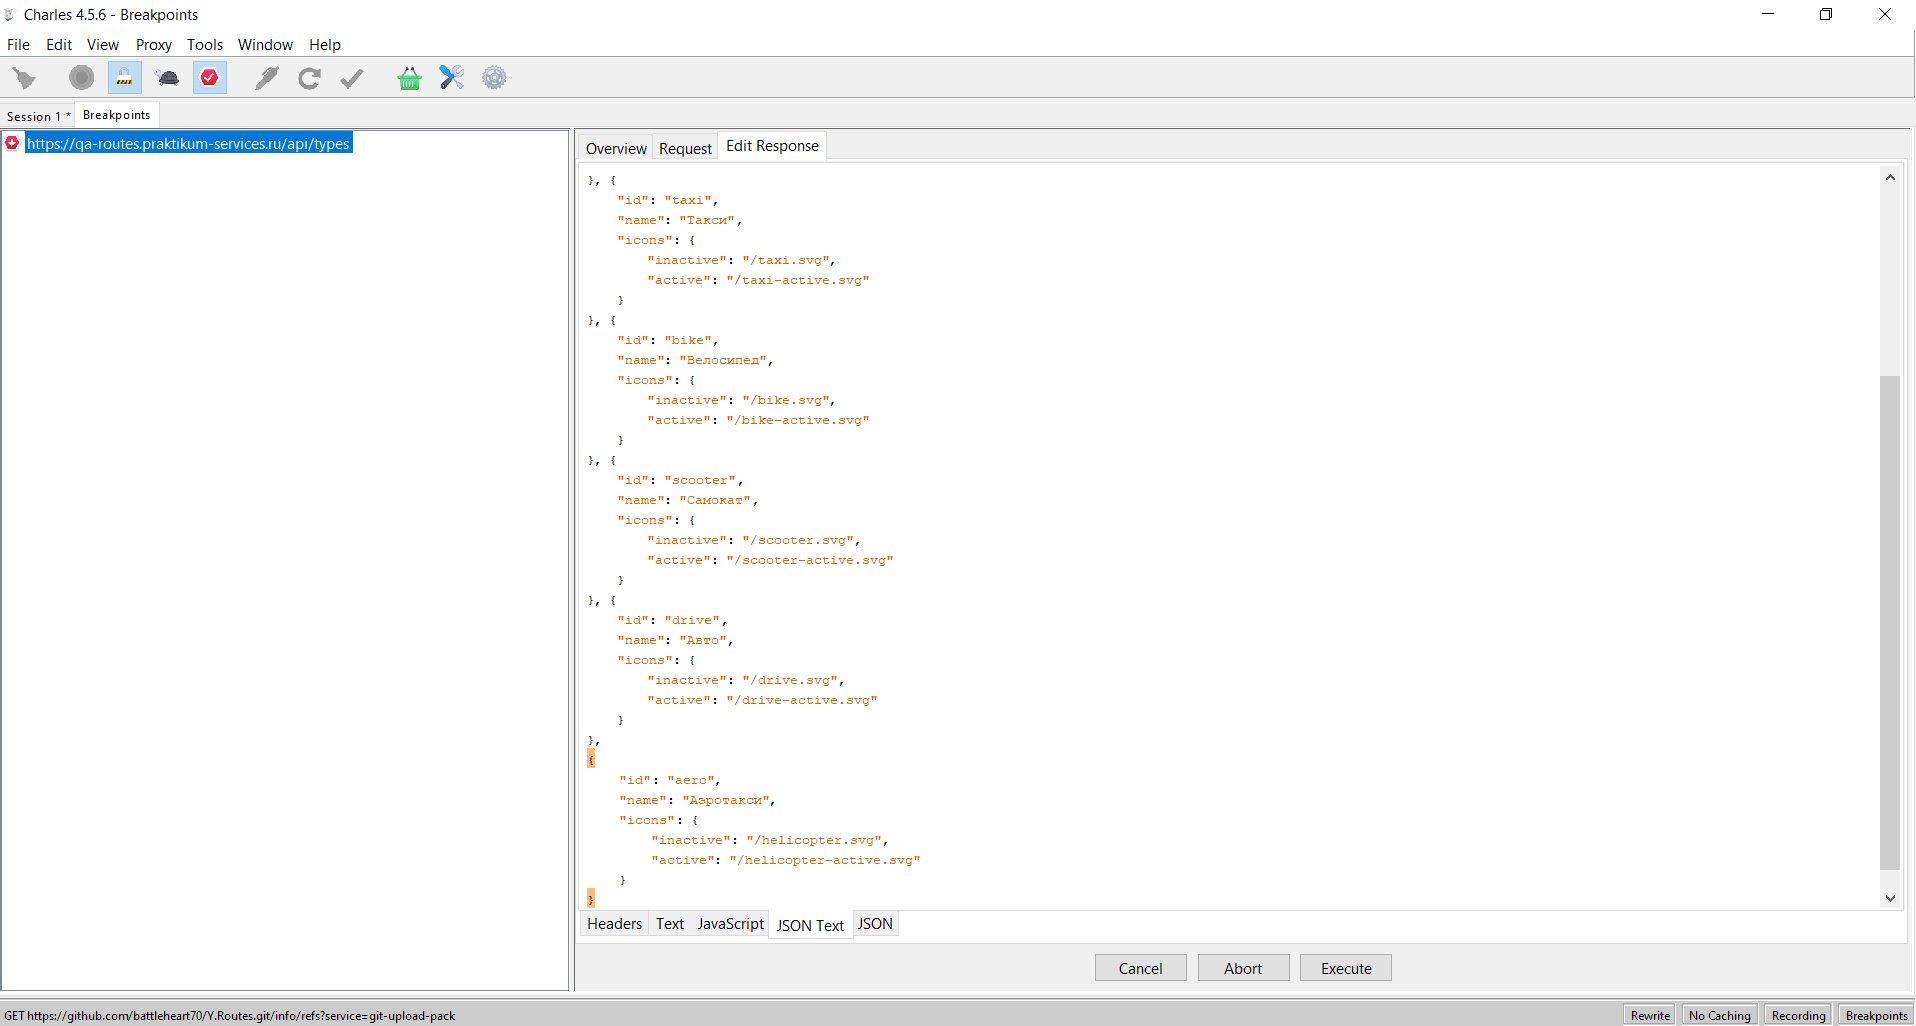 Charles 4.5.6 - Breakpoints
File Edit View Proxy Tools Window Help
Session 1 * Breakpoints
https://qa-routes.praktikum-services.ru/api/types
Overview Request Edit Response
}, {
"id": "taxi",
"name": "Такси",
"icons": {
"inactive": "/taxi.svg",
"active": "/taxi-active.svg"
}
}, {
"id": "bike",
"name": "Велосипед",
"icons": {
"inactive": "/bike.svg",
"active": "/bike-active.svg"
}
}, {
"id": "scooter",
"name": "Самокат",
"icons": {
"inactive": "/scooter.svg",
"active": "/scooter-active.svg"
}
}, {
"id": "drive",
"name": "Авто",
"icons": {
"inactive": "/drive.svg",
"active": "/drive-active.svg"
}
},
{
"id": "aero",
"name": "Аэротакси",
"icons": {
"inactive": "/helicopter.svg",
"active": "/helicopter-active.svg"
}
}
Headers Text JavaScript JSON Text JSON
Cancel Abort Execute
GET https://github.com/battleheart70/Y.Routes.git/info/refs?service=git-upload-pack Rewrite No Caching Recording Breakpoints